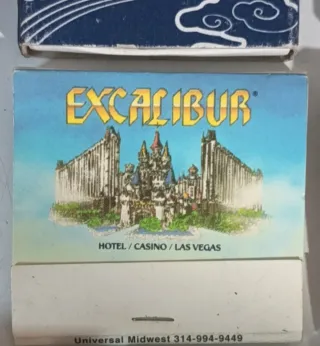 EXCALIBUR®
HOTEL / CASINO / LAS VEGAS
Universal Midwest 314-994-9449